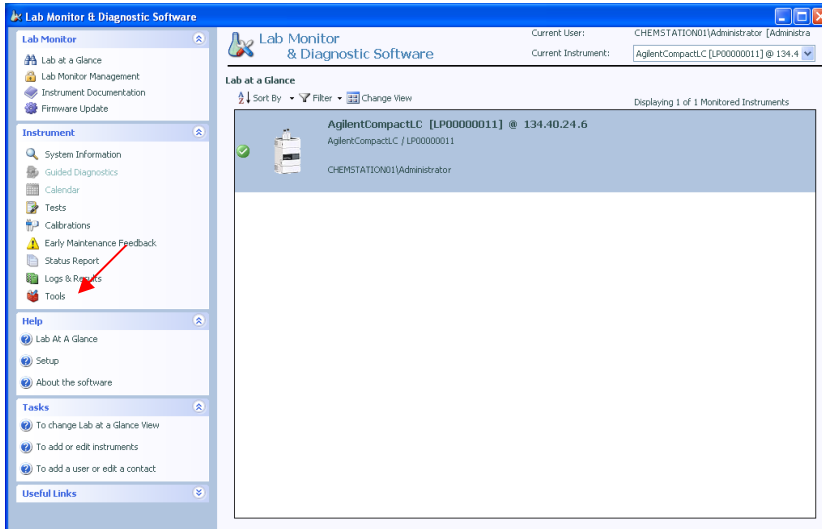 Lab Monitor & Diagnostic Software
Lab Monitor
Lab at a Glance
Lab Monitor Management
Instrument Documentation
Firmware Update
Instrument
System Information
Guided Diagnostics
Calendar
Tests
Calibrations
Early Maintenance Feedback
Status Report
Logs & Results
Tools
Help
Lab At A Glance
Setup
About the software
Tasks
To change Lab at a Glance View
To add or edit instruments
To add a user or edit a contact
Useful Links
Lab Monitor
& Diagnostic Software
Current User: CHEMSTATION01\Administrator [Administra
Current Instrument: AgilentCompactLC [LP00000011] @ 134.4
Lab at a Glance
Sort By Filter Change View
Displaying 1 of 1 Monitored Instruments
AgilentCompactLC [LP00000011] @ 134.40.24.6
AgilentCompactLC / LP00000011
CHEMSTATION01\Administrator